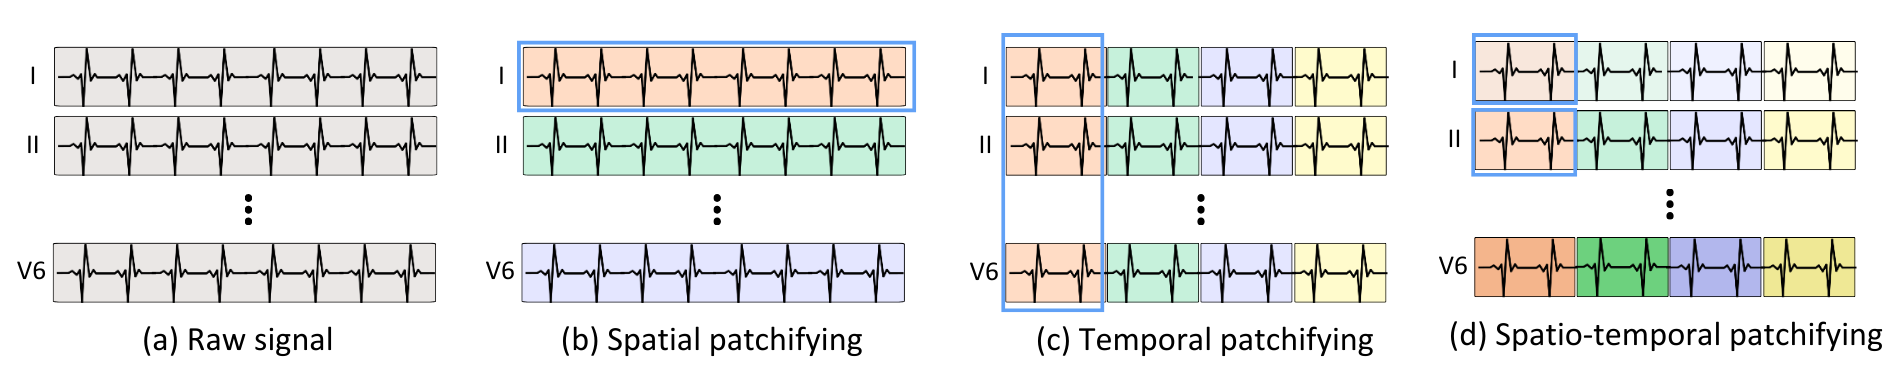 I
II
V6
(a) Raw signal
I
II
V6
(b) Spatial patchifying
I
II
V6
(c) Temporal patchifying
I
II
V6
(d) Spatio-temporal patchifying